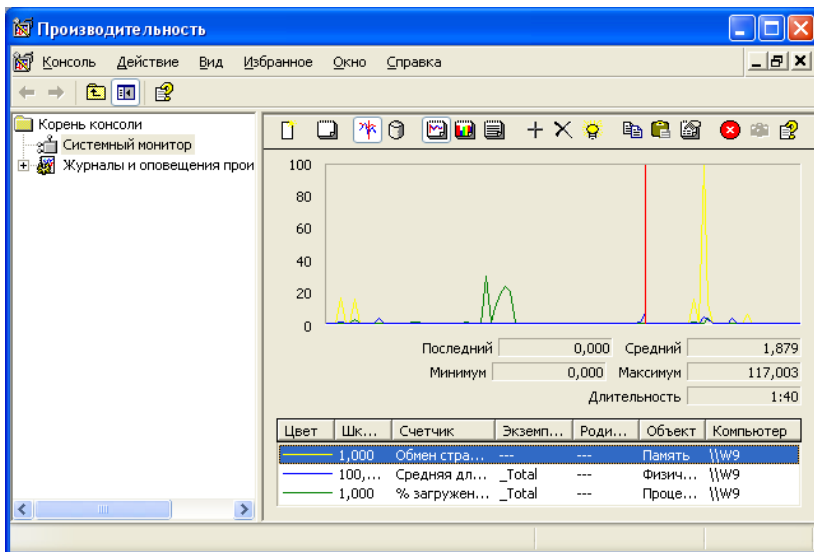 Производительность
Консоль Действие Вид Избранное Окно Справка
Корень консоли
Системный монитор
Журналы и оповещения прои
100
80
60
40
20
0
Последний 0,000 Средний 1,879
Минимум 0,000 Максимум 117,003
Длительность 1:40
Цвет Шк... Счетчик Экземп... Роди... Объект Компьютер
1,000 Обмен стра... --- --- Память \\W9
100,... Средняя дл... _Total --- Физич... \\W9
1,000 % загружен... _Total --- Проце... \\W9